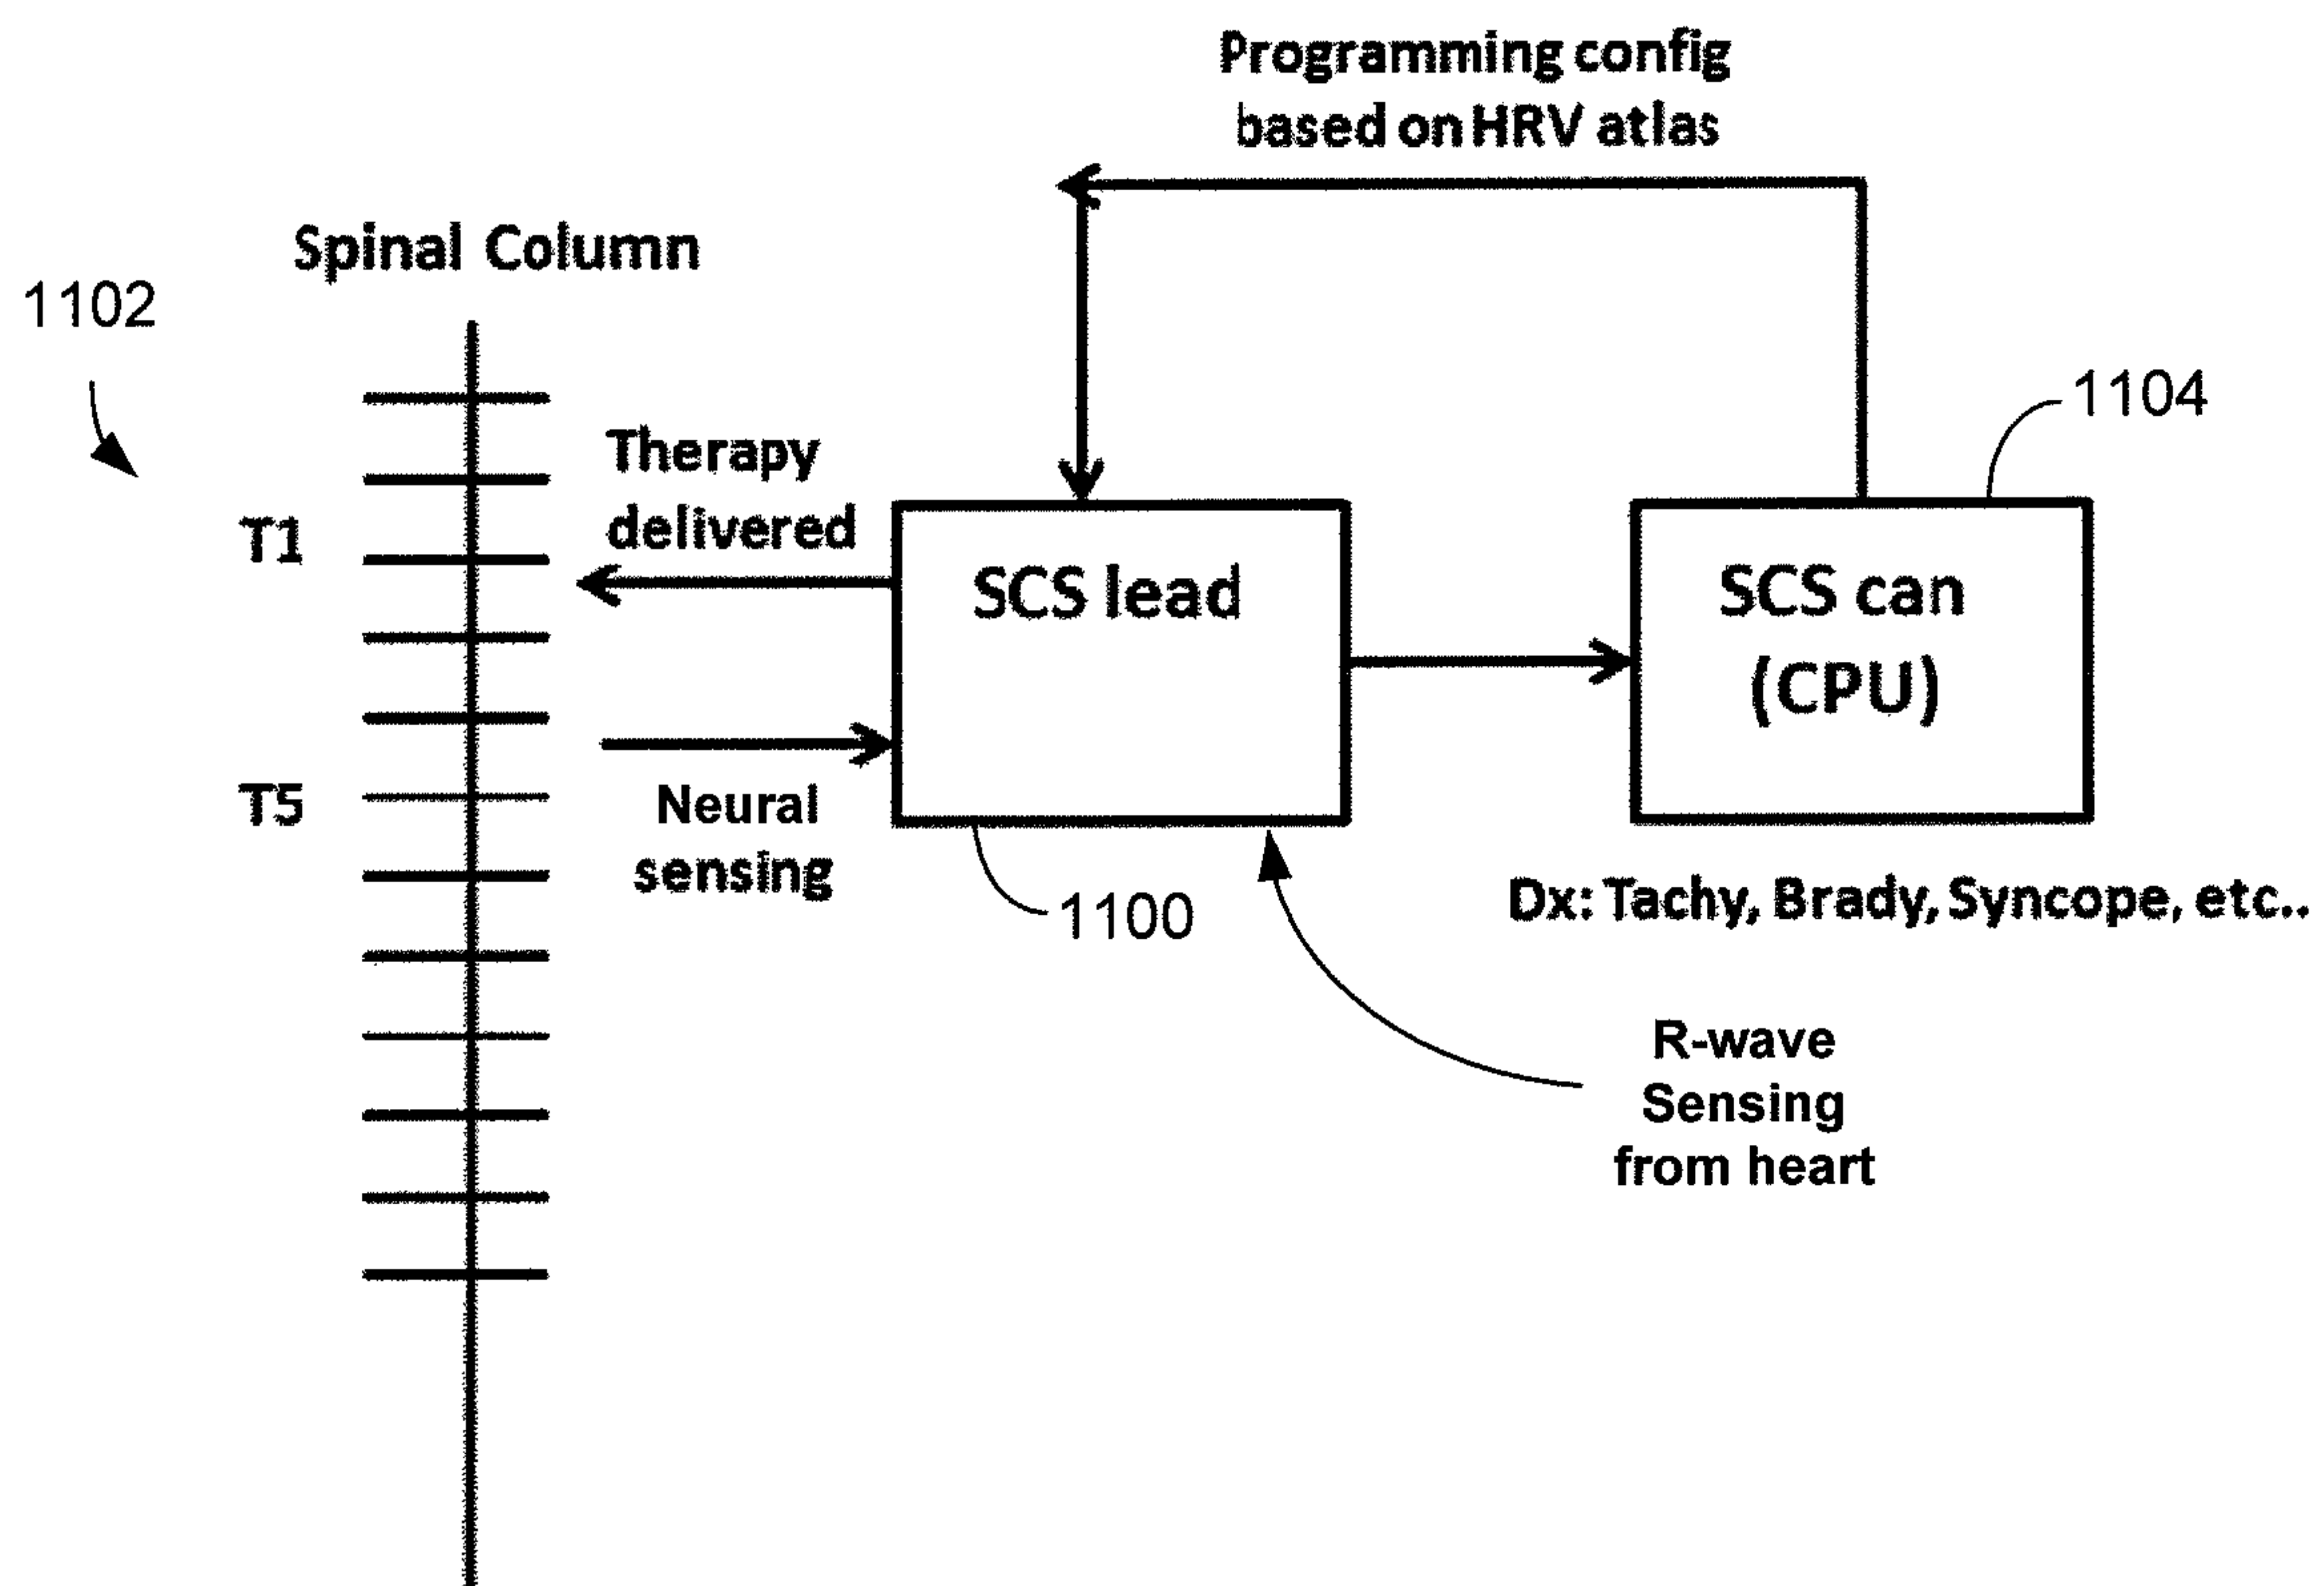 Programming config
based on HRV atlas
Spinal Column
1102
1104
Therapy
delivered
T1
SCS lead
SCS can
(CPU)
T5
Neural
sensing
1100
Dx: Tachy, Brady, Syncope, etc..
R-wave
Sensing
from heart